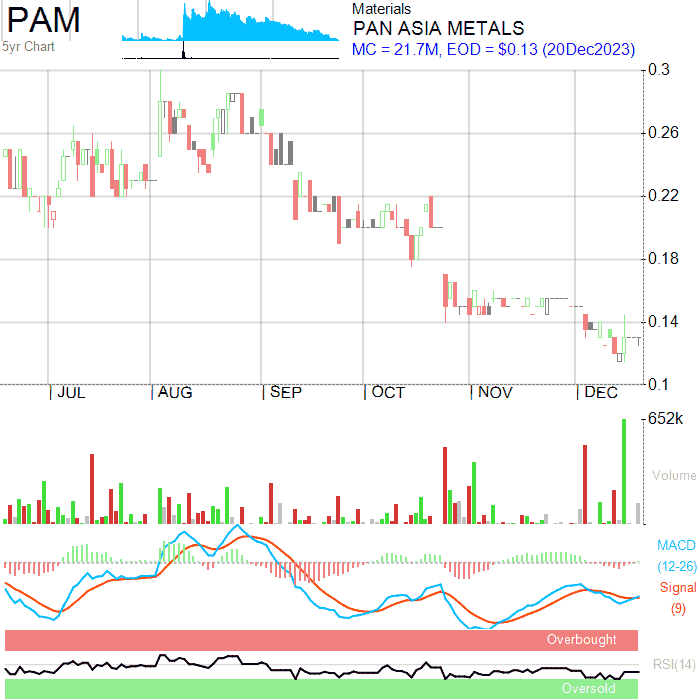 PAM
5yr Chart
Materials
PAN ASIA METALS
MC = 21.7M, EOD = $0.13 (20Dec2023)
0.3
0.26
0.22
0.18
0.14
0.1
JUL AUG SEP OCT NOV DEC
652k
Volume
MACD
(12-26)
Signal
(9)
Overbought
RSI(14)
Oversold